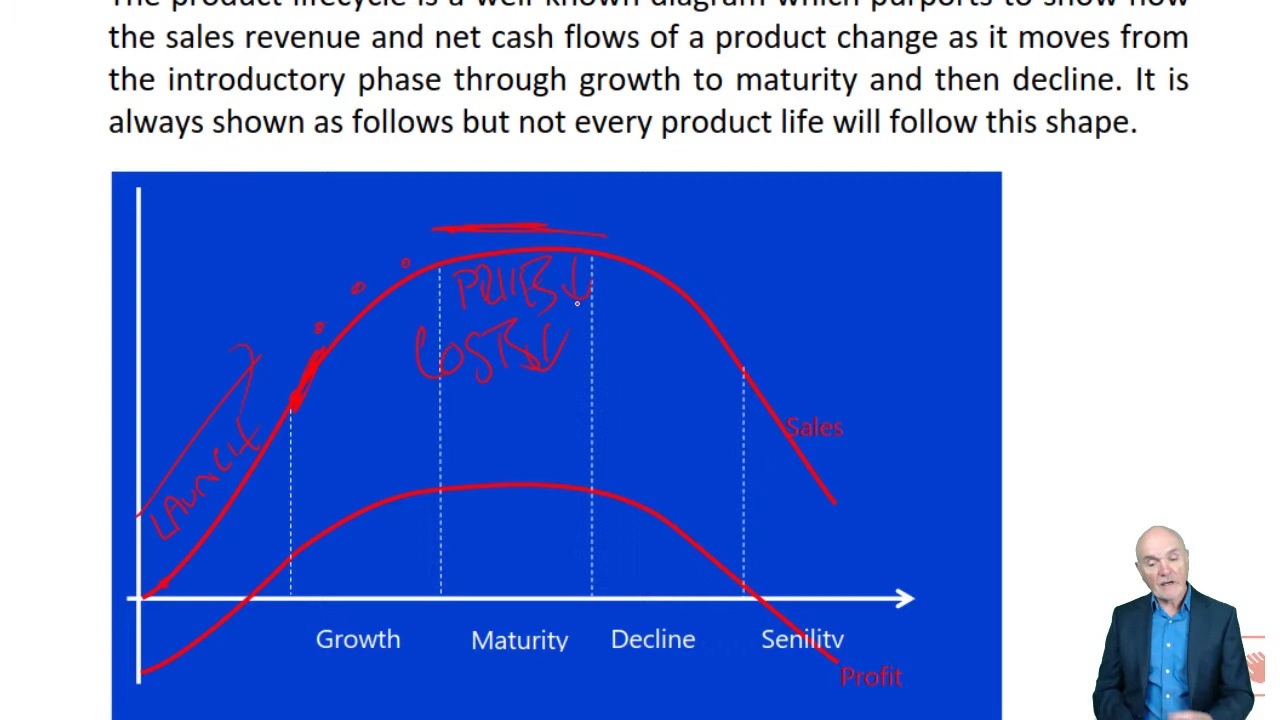 The product lifecycle is a well known diagram which purports to show how
the sales revenue and net cash flows of a product change as it moves from
the introductory phase through growth to maturity and then decline. It is
always shown as follows but not every product life will follow this shape.
PRICES ↓
COSTS ↓
LAUNCH
Sales
Growth
Maturity
Decline
Senility
Profit